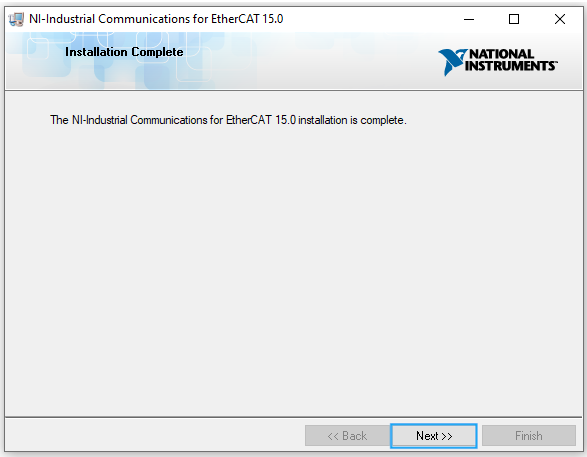 NI-Industrial Communications for EtherCAT 15.0
Installation Complete
NATIONAL
INSTRUMENTS™
The NI-Industrial Communications for EtherCAT 15.0 installation is complete.
<< Back
Next >>
Finish